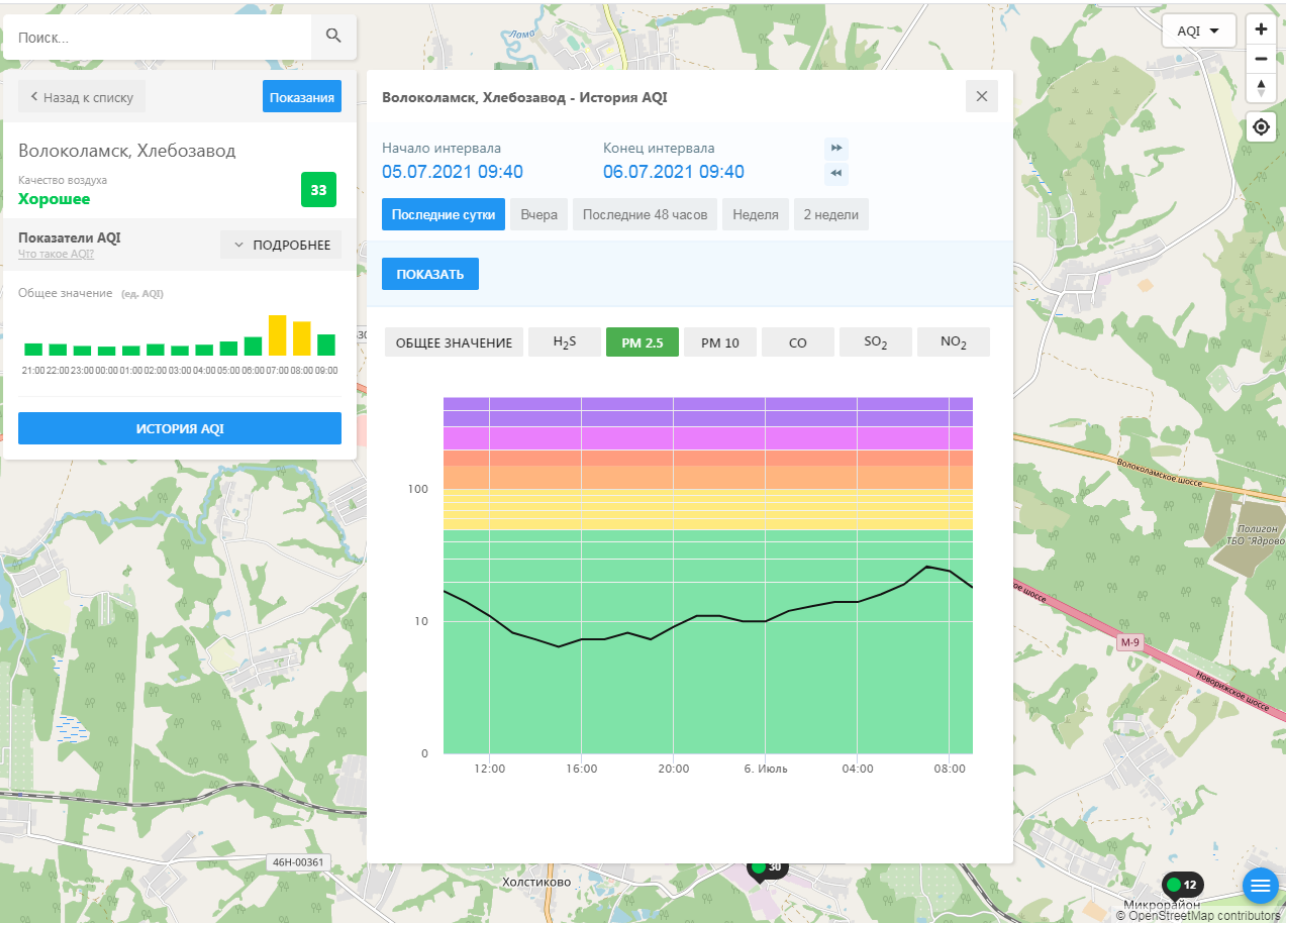 Поиск...
Лама
AQI
Назад к списку
Показания
Волоколамск, Хлебозавод
Качество воздуха
Хорошее
33
Показатели AQI
Что такое AQI?
ПОДРОБНЕЕ
Общее значение (ед. AQI)
21:00 22:00 23:00 00:00 01:00 02:00 03:00 04:00 05:00 06:00 07:00 08:00 09:00
ИСТОРИЯ AQI
Волоколамск, Хлебозавод - История AQI
Начало интервала
05.07.2021 09:40
Конец интервала
06.07.2021 09:40
Последние сутки
Вчера
Последние 48 часов
Неделя
2 недели
ПОКАЗАТЬ
ОБЩЕЕ ЗНАЧЕНИЕ
H2S
PM 2.5
PM 10
CO
SO2
NO2
100
10
0
12:00
16:00
20:00
6. Июль
04:00
08:00
Волоколамское шоссе
Полигон
ТБО "Ядрово
ое шоссе
М-9
Новорижское шоссе
46Н-00361
Холстиково
30
12
Микрорайон
© OpenStreetMap contributors